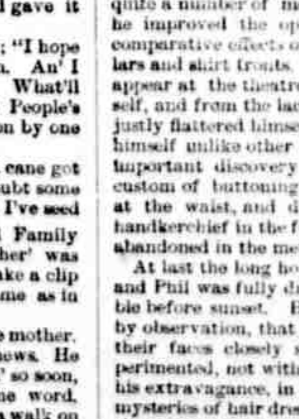 l gave it
; "I hope
n. An' I
What'll
People's
on by one
cane got
ubt some
I've seed
Family
her' was
ake a clip
me as in
e mother.
news. He
' so soon,
ne word,
a walk on
quite a number of m
he improved the op
comparative effects o
lars and shirt fronts.
appear at the theatre
self, and from the la
justly flattered himse
himself unlike other
important discovery
custom of buttoning
at the waist, and d
handkerchief in the f
abandoned in the me
At last the long ho
and Phil was fully d
ble before sunset.
by observation, that
their faces closely s
perimented, not with
his extravagance, in
mysteries of hair dres